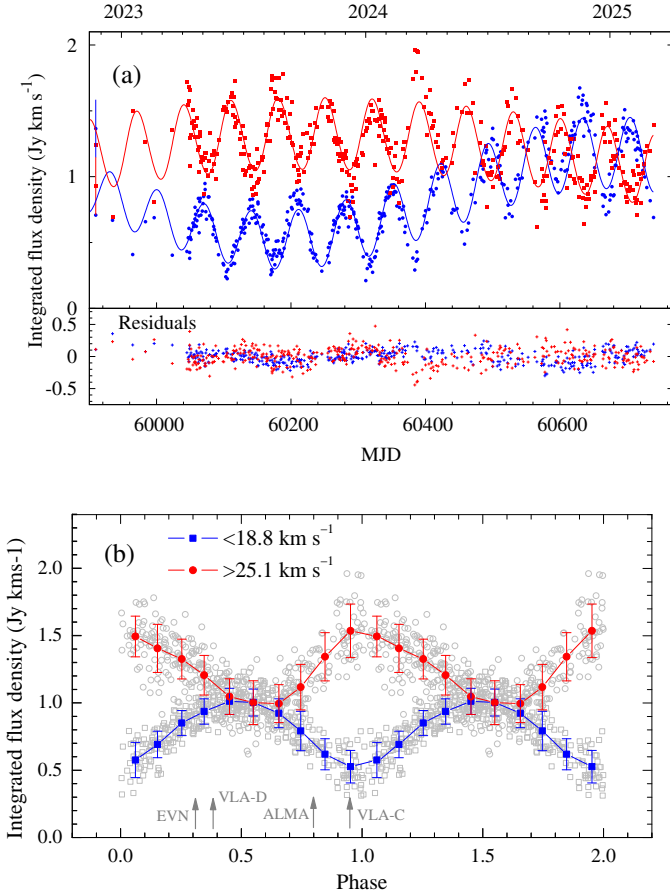 2023 2024 2025
(a)
Integrated flux density (Jy km s⁻¹)
2
1
0
Residuals
0.5
0
-0.5
60000 60200 60400 60600
MJD
(b)
<18.8 km s⁻¹
>25.1 km s⁻¹
Integrated flux density (Jy kms-1)
2.0
1.5
1.0
0.5
0.0
EVN VLA-D ALMA VLA-C
0.0 0.5 1.0 1.5 2.0
Phase